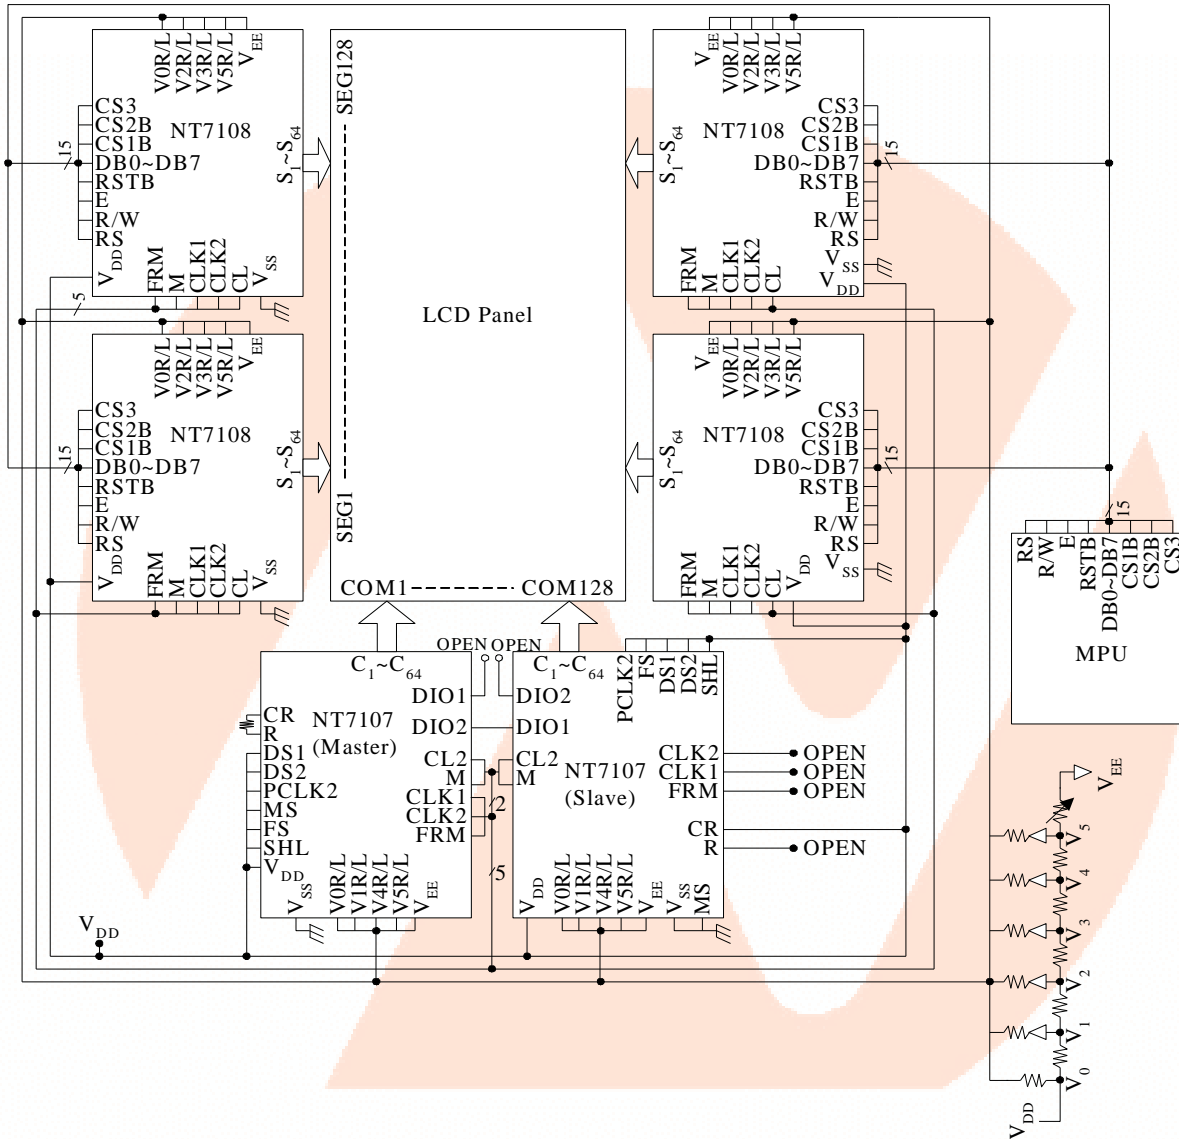 V0R/L
V2R/L
V3R/L
V5R/L
VEE
CS3
CS2B
CS1B
DB0~DB7
RSTB
E
R/W
RS
NT7108
S1~S64
15
VDD
FRM
M
CLK1
CLK2
CL
VSS
5
SEG128
LCD Panel
SEG1
COM1
COM128
VEE
V0R/L
V2R/L
V3R/L
V5R/L
CS3
CS2B
CS1B
DB0~DB7
RSTB
E
R/W
RS
VSS
VDD
NT7108
S1~S64
15
FRM
M
CLK1
CLK2
CL
V0R/L
V2R/L
V3R/L
V5R/L
VEE
CS3
CS2B
CS1B
DB0~DB7
RSTB
E
R/W
RS
NT7108
S1~S64
15
VDD
FRM
M
CLK1
CLK2
CL
VSS
VEE
V0R/L
V2R/L
V3R/L
V5R/L
CS3
CS2B
CS1B
DB0~DB7
RSTB
E
R/W
RS
VSS
NT7108
S1~S64
15
FRM
M
CLK1
CLK2
CL
VDD
15
RS
R/W
E
RSTB
DB0~DB7
CS1B
CS2B
CS3
MPU
OPEN
OPEN
C1~C64
DIO1
DIO2
NT7107
(Master)
CR
R
DS1
DS2
PCLK2
MS
FS
SHL
VDD
VSS
CL2
M
CLK1
CLK2
FRM
V0R/L
V1R/L
V4R/L
V5R/L
VEE
2
5
C1~C64
PCLK2
FS
DS1
DS2
SHL
DIO2
DIO1
CL2
M
NT7107
(Slave)
CLK2
CLK1
FRM
CR
R
OPEN
OPEN
OPEN
OPEN
VDD
V0R/L
V1R/L
V4R/L
V5R/L
VEE
VSS
MS
VDD
VEE
V5
V4
V3
V2
V1
V0
VDD